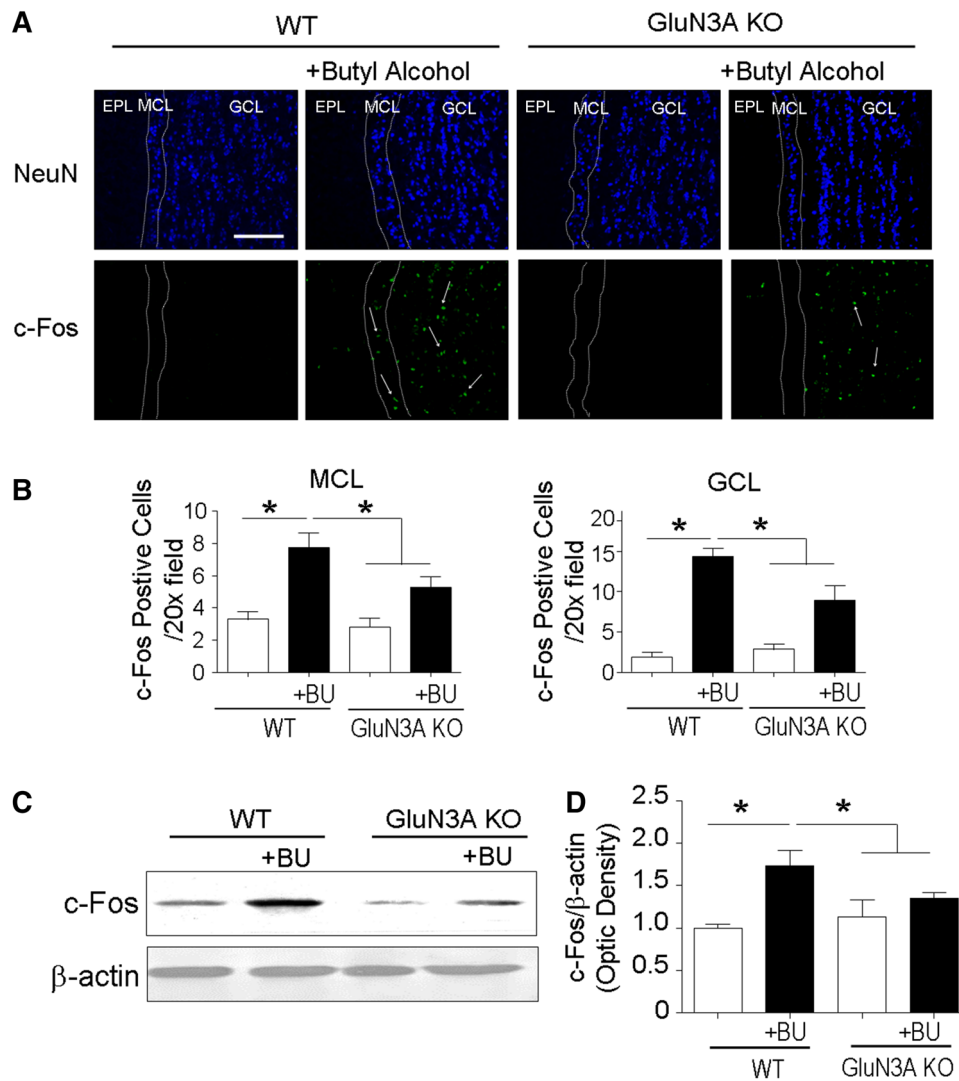 A
WT
GluN3A KO
+Butyl Alcohol
+Butyl Alcohol
EPL MCL GCL
EPL MCL GCL
EPL MCL GCL
EPL MCL GCL
NeuN
c-Fos
B
MCL
c-Fos Postive Cells
/20x field
10
8
6
4
2
0
+BU
+BU
WT
GluN3A KO
GCL
c-Fos Postive Cells
/20x field
20
15
10
5
0
+BU
+BU
WT
GluN3A KO
*
*
*
*
C
WT
GluN3A KO
+BU
+BU
c-Fos
β-actin
D
c-Fos/β-actin
(Optic Density)
2.5
2.0
1.5
1.0
0.5
0
*
*
+BU
+BU
WT
GluN3A KO